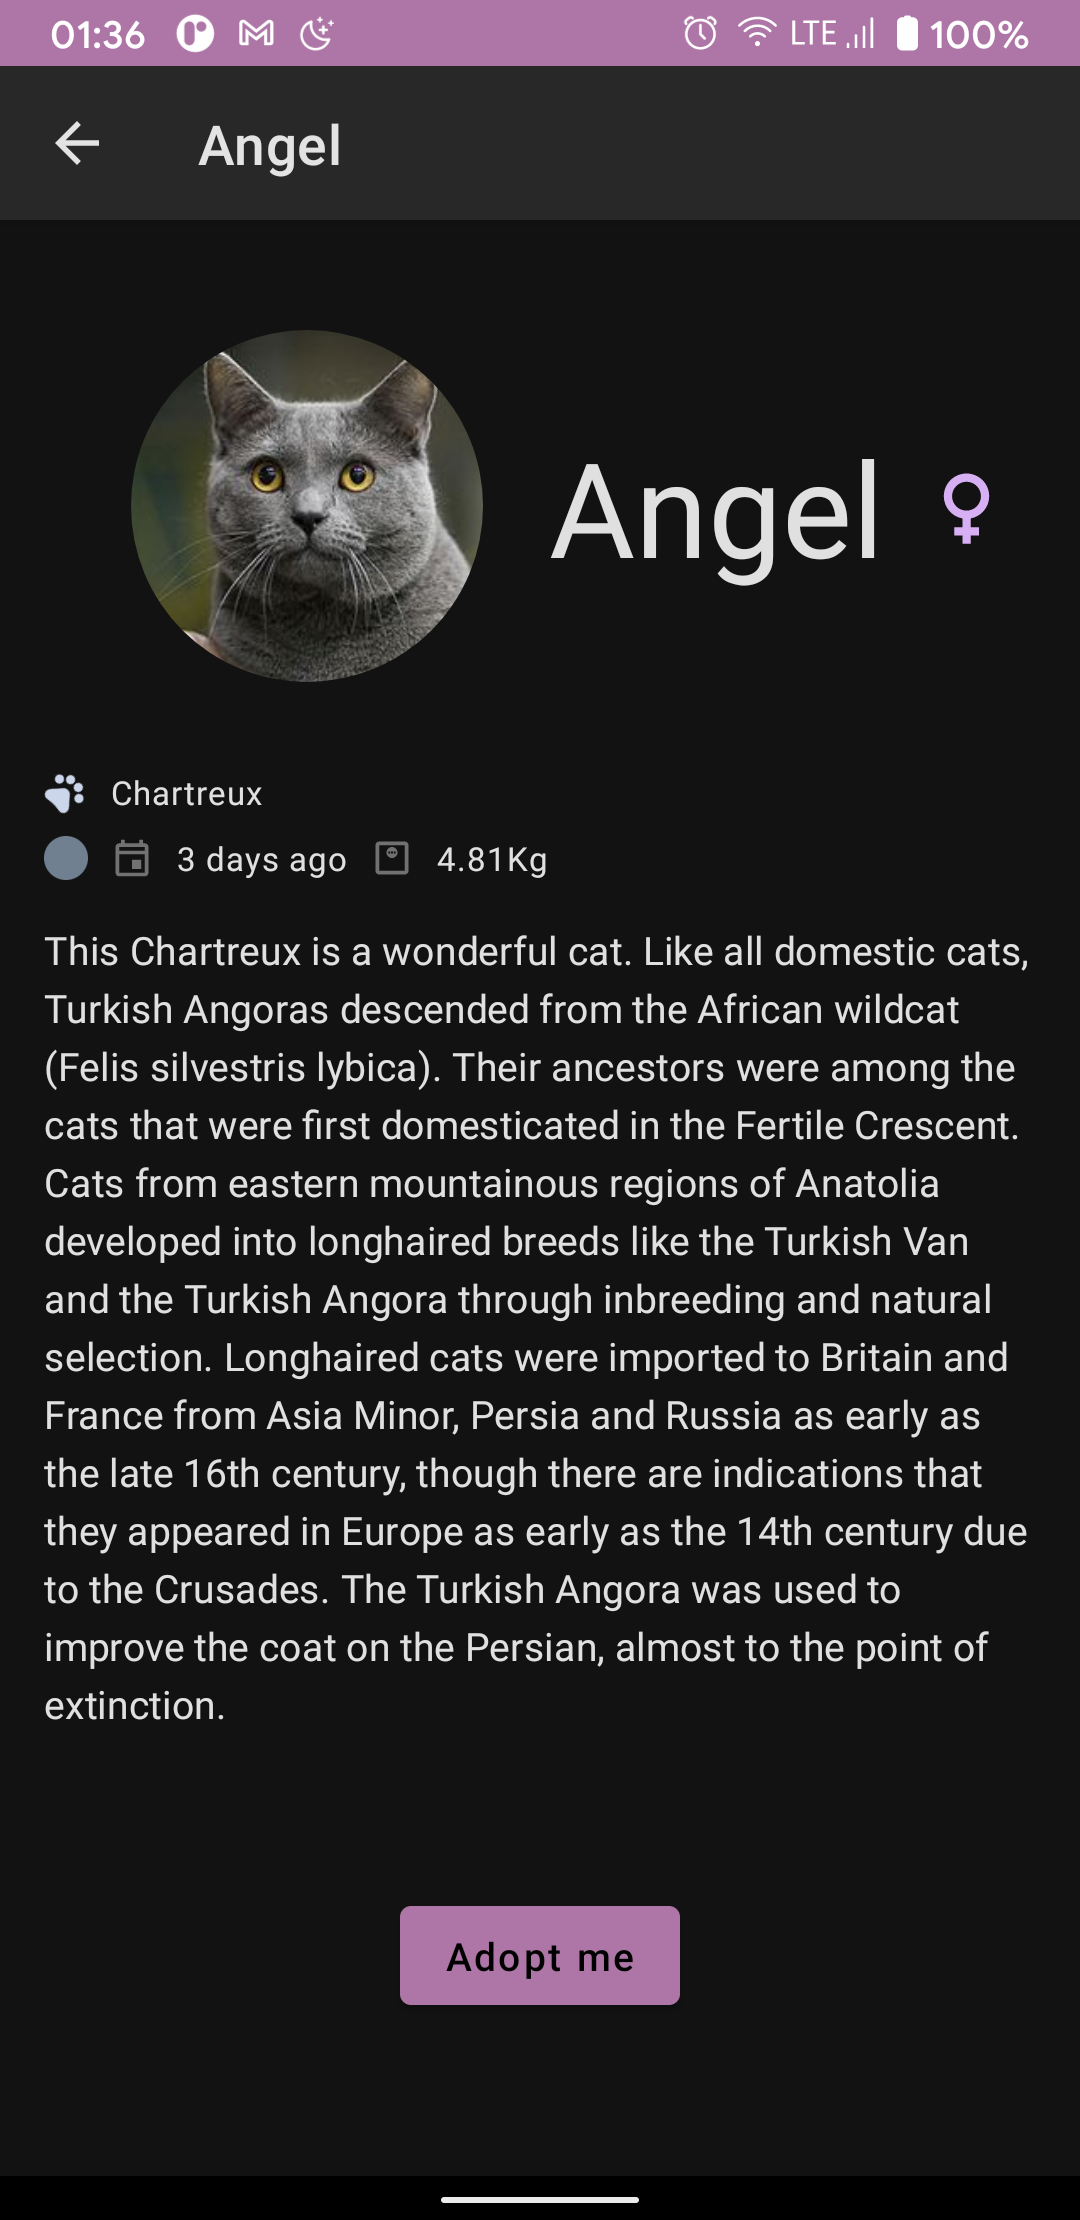 01:36 LTE 100%
Angel
Angel
Chartreux
3 days ago 4.81Kg
This Chartreux is a wonderful cat. Like all domestic cats,
Turkish Angoras descended from the African wildcat
(Felis silvestris lybica). Their ancestors were among the
cats that were first domesticated in the Fertile Crescent.
Cats from eastern mountainous regions of Anatolia
developed into longhaired breeds like the Turkish Van
and the Turkish Angora through inbreeding and natural
selection. Longhaired cats were imported to Britain and
France from Asia Minor, Persia and Russia as early as
the late 16th century, though there are indications that
they appeared in Europe as early as the 14th century due
to the Crusades. The Turkish Angora was used to
improve the coat on the Persian, almost to the point of
extinction.
Adopt me